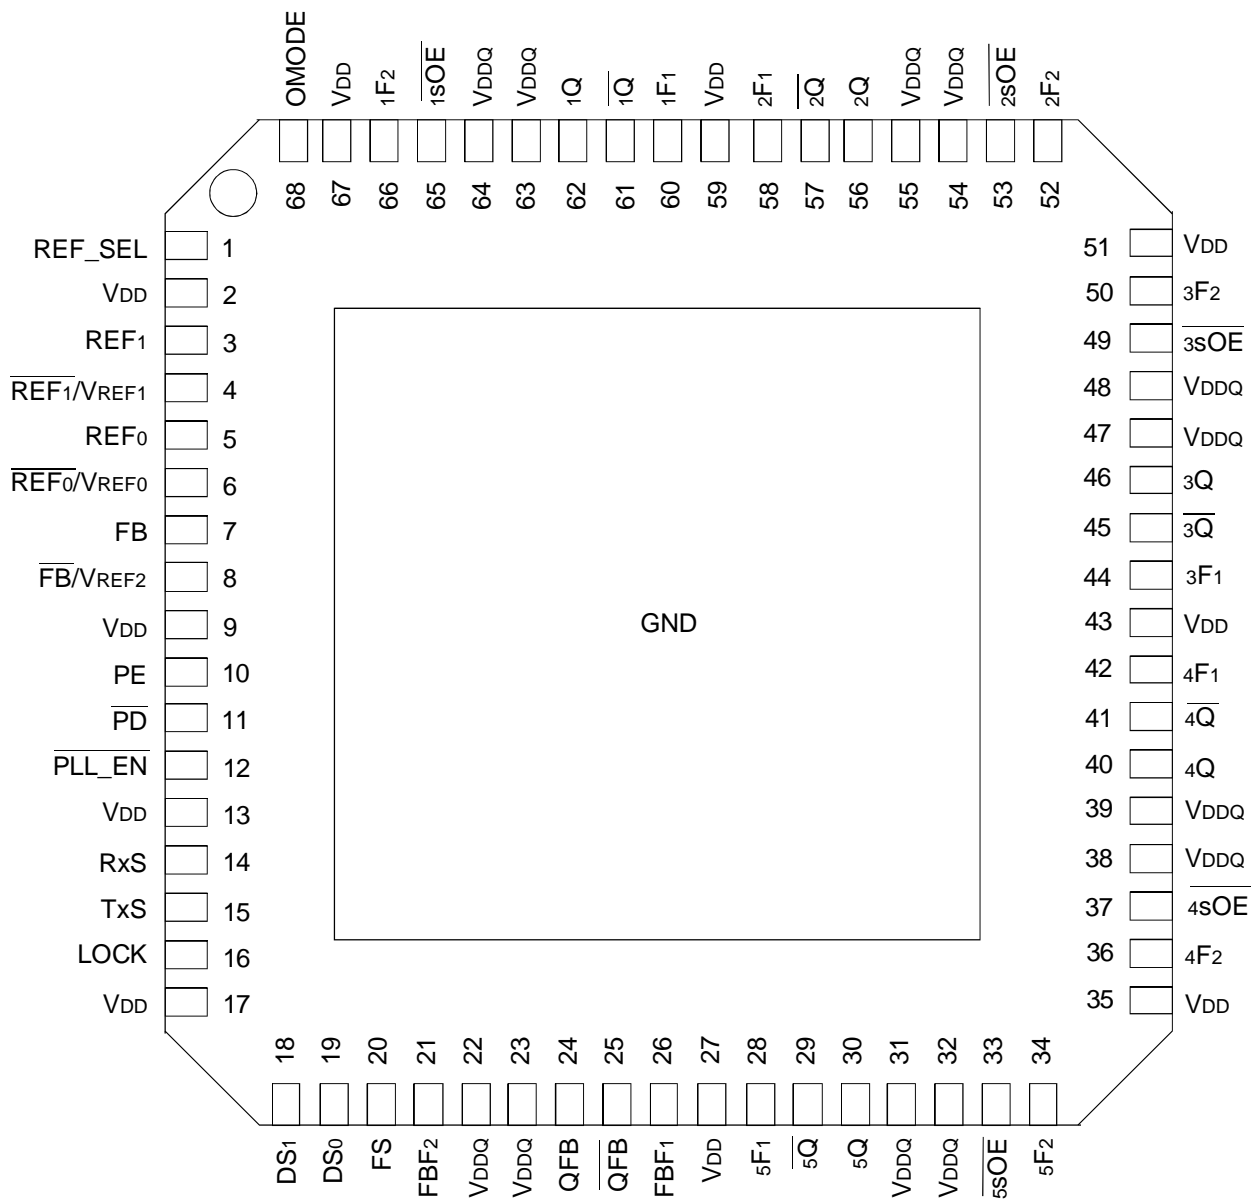 OMODE
VDD
1F2
1sOE
VDDQ
VDDQ
1Q
1Q
1F1
VDD
2F1
2Q
2Q
VDDQ
VDDQ
2sOE
2F2
68 67 66 65 64 63 62 61 60 59 58 57 56 55 54 53 52
REF_SEL 1
VDD 2
REF1 3
REF1/VREF1 4
REF0 5
REF0/VREF0 6
FB 7
FB/VREF2 8
VDD 9
PE 10
PD 11
PLL_EN 12
VDD 13
RxS 14
TxS 15
LOCK 16
VDD 17
GND
51 VDD
50 3F2
49 3sOE
48 VDDQ
47 VDDQ
46 3Q
45 3Q
44 3F1
43 VDD
42 4F1
41 4Q
40 4Q
39 VDDQ
38 VDDQ
37 4sOE
36 4F2
35 VDD
18 19 20 21 22 23 24 25 26 27 28 29 30 31 32 33 34
DS1
DS0
FS
FBF2
VDDQ
VDDQ
QFB
QFB
FBF1
VDD
5F1
5Q
5Q
VDDQ
VDDQ
5sOE
5F2